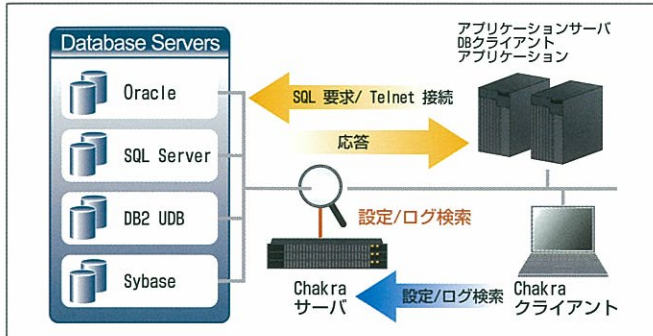 Database Servers
Oracle
SQL Server
DB2 UDB
Sybase
SQL 要求/ Telnet 接続
応答
アプリケーションサーバ
DBクライアント
アプリケーション
設定/ログ検索
Chakra
サーバ
設定/ログ検索
Chakra
クライアント